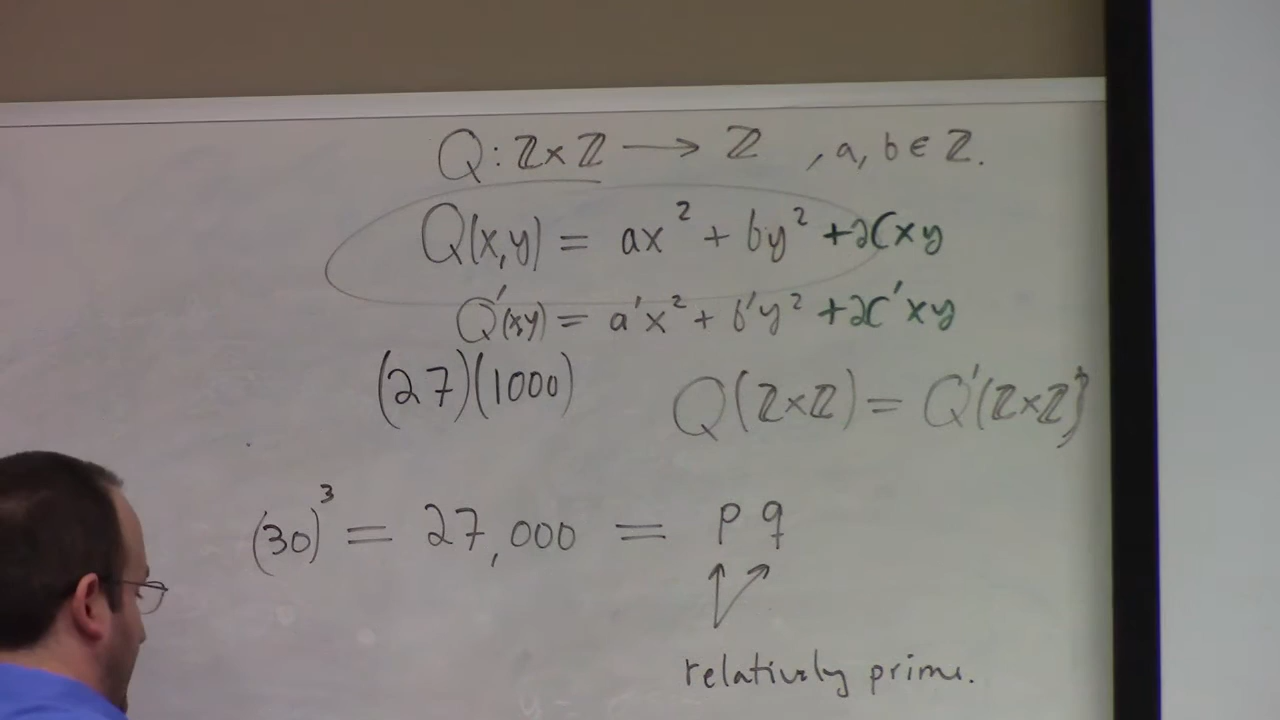 Q: ℤ×ℤ → ℤ , a, b ∈ ℤ.
Q(x,y) = ax² + by² + 2Cxy
Q'(x,y) = a'x² + b'y² + 2C'xy
(27)(1000)
Q(ℤ×ℤ) = Q'(ℤ×ℤ)
(30)³ = 27,000 = p q
relatively prime.